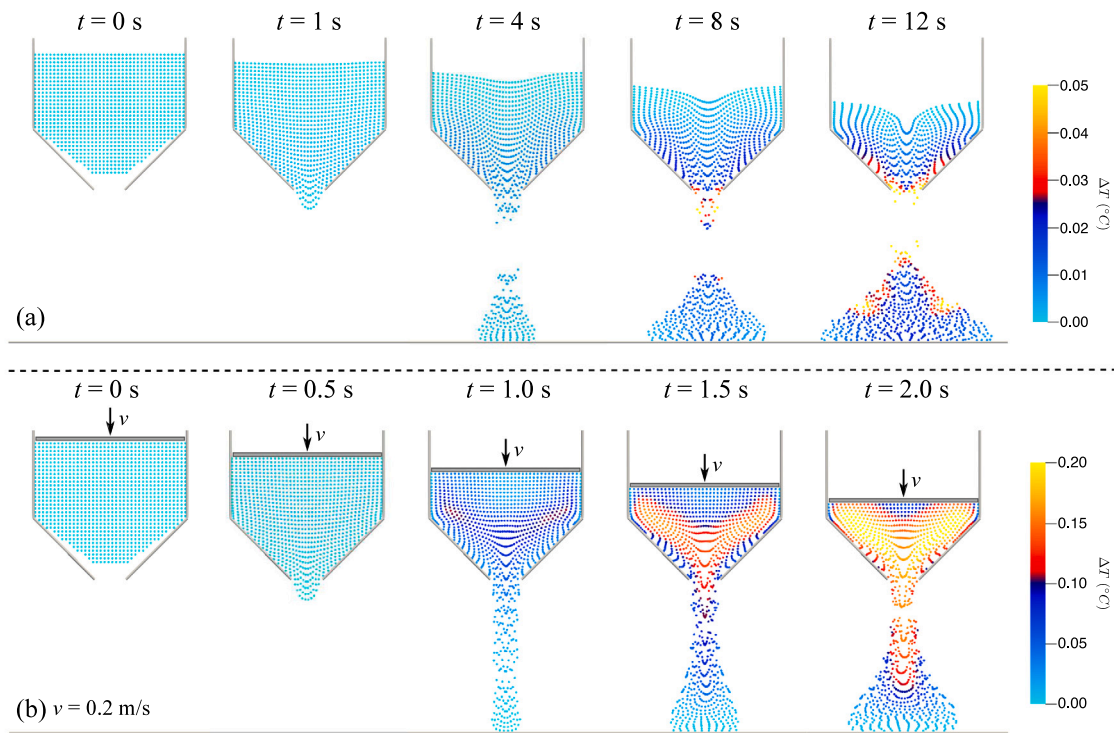 t = 0 s t = 1 s t = 4 s t = 8 s t = 12 s
0.05
0.04
0.03
0.02
0.01
0.00
ΔT (°C)
(a)
t = 0 s t = 0.5 s t = 1.0 s t = 1.5 s t = 2.0 s
v v v v v
0.20
0.15
0.10
0.05
0.00
ΔT (°C)
(b) v = 0.2 m/s